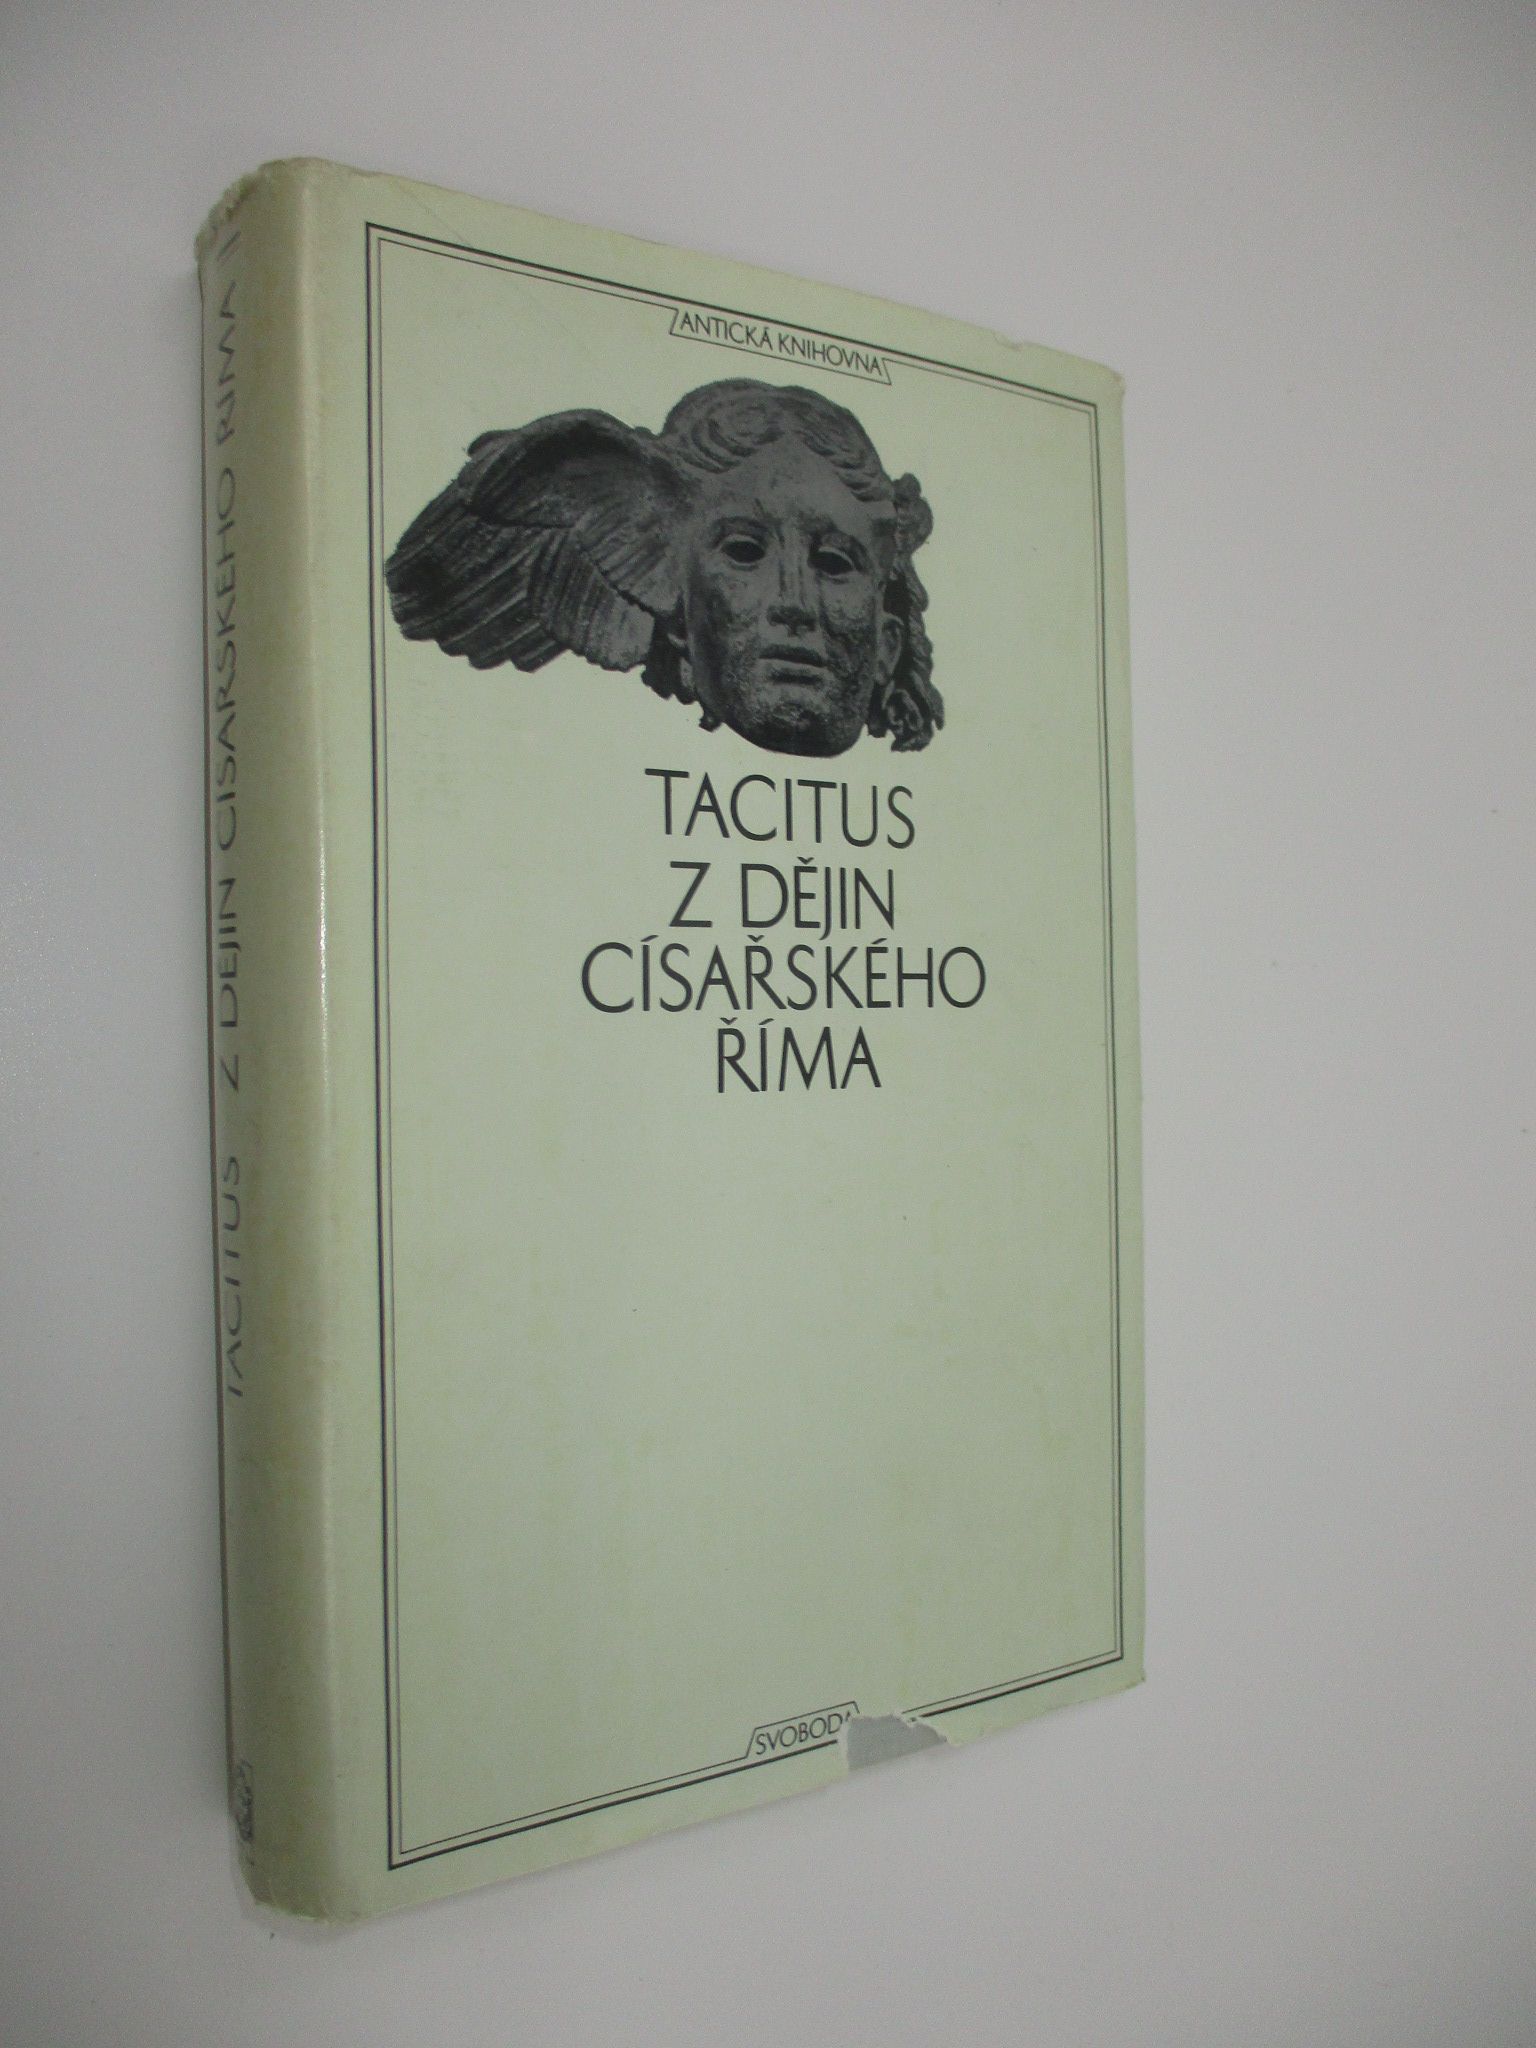 ANTICKÁ KNIHOVNA
TACITUS
Z DĚJIN
CÍSAŘSKÉHO
ŘÍMA
SVOBODA
TACITUS Z DĚJIN CÍSAŘSKÉHO ŘÍMA